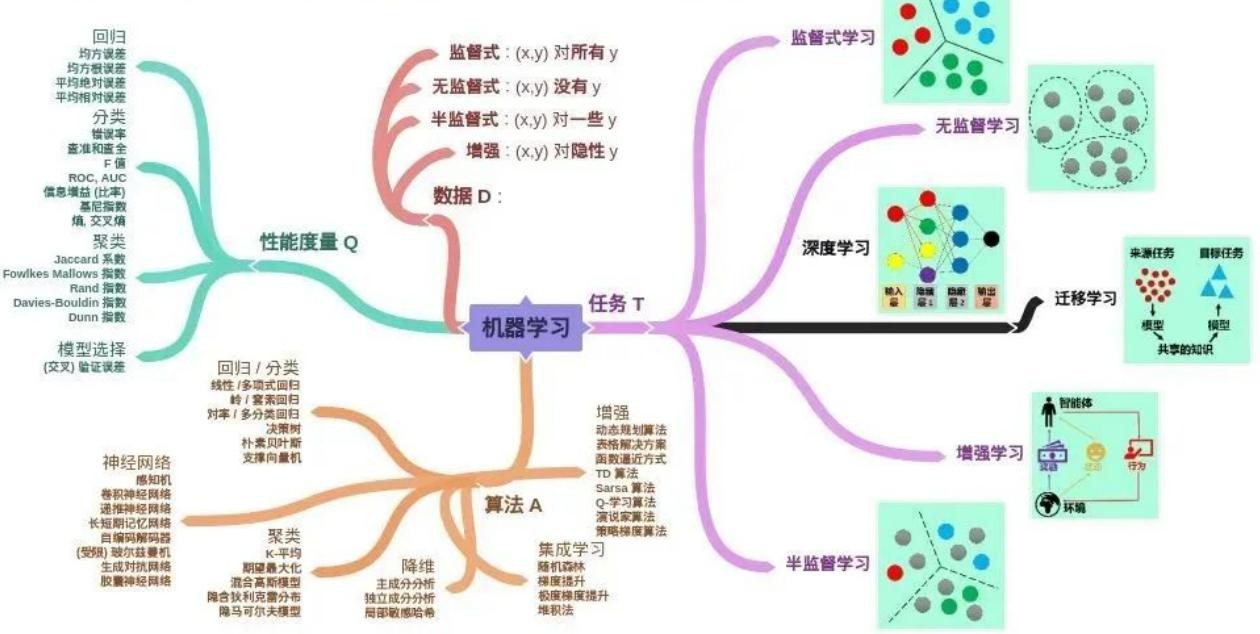 回归
均方误差
均方根误差
平均绝对误差
平均相对误差
分类
错误率
查准和查全
F 值
ROC, AUC
信息增益 (比率)
基尼指数
熵, 交叉熵
聚类
Jaccard 系数
Fowlkes Mallows 指数
Rand 指数
Davies-Bouldin 指数
Dunn 指数
模型选择
(交叉) 验证误差
性能度量 Q
监督式 : (x,y) 对所有 y
无监督式 : (x,y) 没有 y
半监督式 : (x,y) 对一些 y
增强 : (x,y) 对隐性 y
数据 D :
机器学习
任务 T
监督式学习
无监督学习
深度学习
输入层
隐藏层 1
隐藏层 2
输出层
迁移学习
来源任务
目标任务
模型
模型
共享的知识
增强学习
智能体
奖励
状态
行为
环境
半监督学习
算法 A
回归 / 分类
线性 /多项式回归
岭 / 套索回归
对率 / 多分类回归
决策树
朴素贝叶斯
支撑向量机
神经网络
感知机
卷积神经网络
递推神经网络
长短期记忆网络
自编码解码器
(受限) 玻尔兹曼机
生成对抗网络
胶囊神经网络
聚类
K-平均
期望最大化
混合高斯模型
隐含狄利克雷分布
隐马可尔夫模型
降维
主成分分析
独立成分分析
局部敏感哈希
集成学习
随机森林
梯度提升
极度梯度提升
堆积法
增强
动态规划算法
表格解决方案
函数逼近方式
TD 算法
Sarsa 算法
Q-学习算法
演说家算法
策略梯度算法